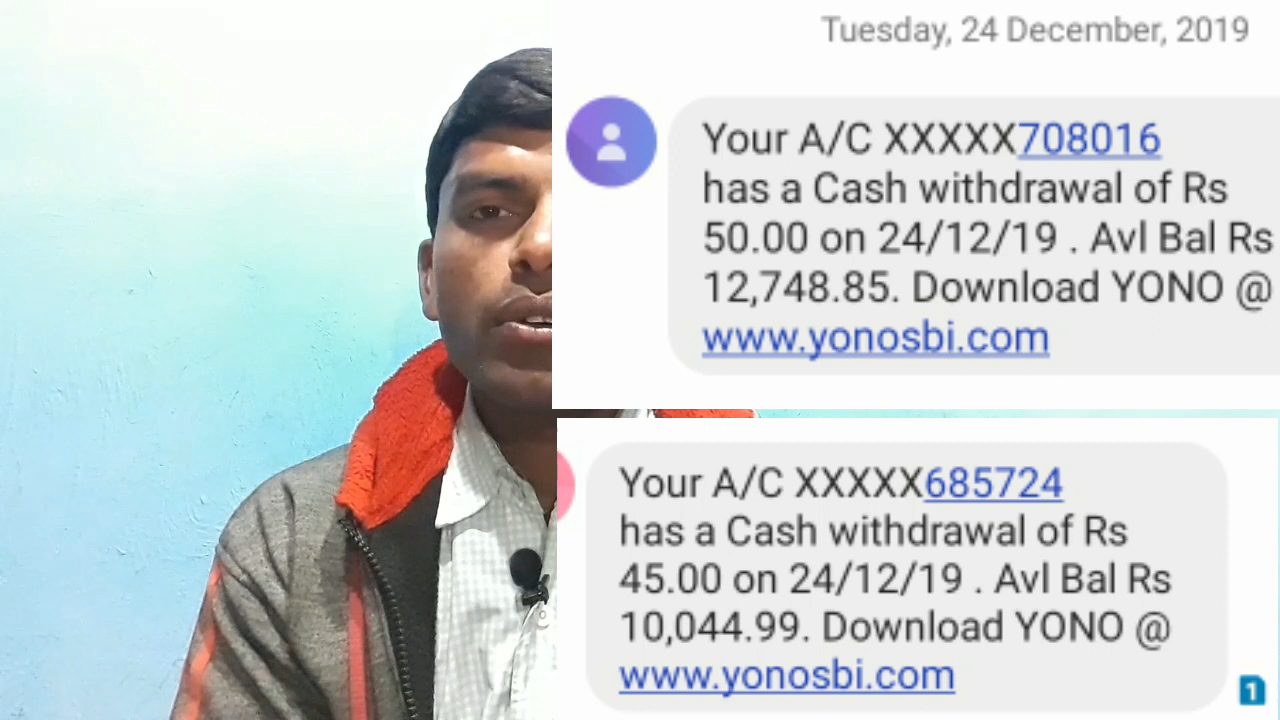 Tuesday, 24 December, 2019
Your A/C XXXXX708016
has a Cash withdrawal of Rs
50.00 on 24/12/19 . Avl Bal Rs
12,748.85. Download YONO @
www.yonosbi.com
Your A/C XXXXX685724
has a Cash withdrawal of Rs
45.00 on 24/12/19 . Avl Bal Rs
10,044.99. Download YONO @
www.yonosbi.com
1